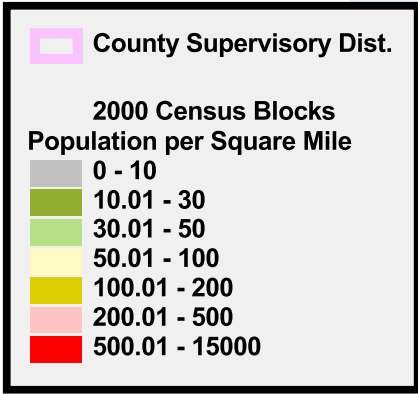 County Supervisory Dist.
2000 Census Blocks
Population per Square Mile
0 - 10
10.01 - 30
30.01 - 50
50.01 - 100
100.01 - 200
200.01 - 500
500.01 - 15000